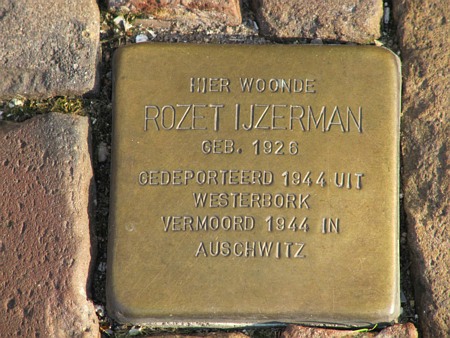 HIER WOONDE
ROZET IJZERMAN
GEB. 1926
GEDEPORTEERD 1944 UIT
WESTERBORK
VERMOORD 1944 IN
AUSCHWITZ